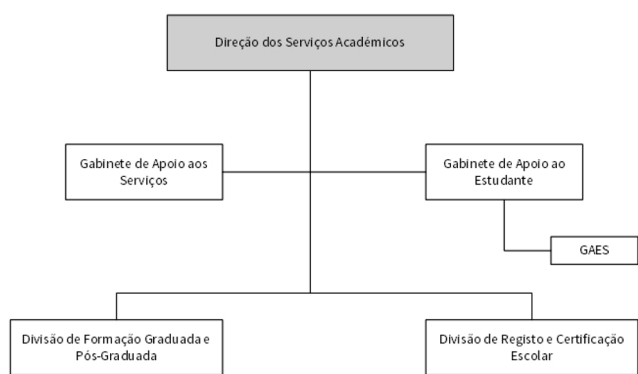 Direção dos Serviços Académicos
Gabinete de Apoio aos
Serviços
Gabinete de Apoio ao
Estudante
GAES
Divisão de Formação Graduada e
Pós-Graduada
Divisão de Registo e Certificação
Escolar